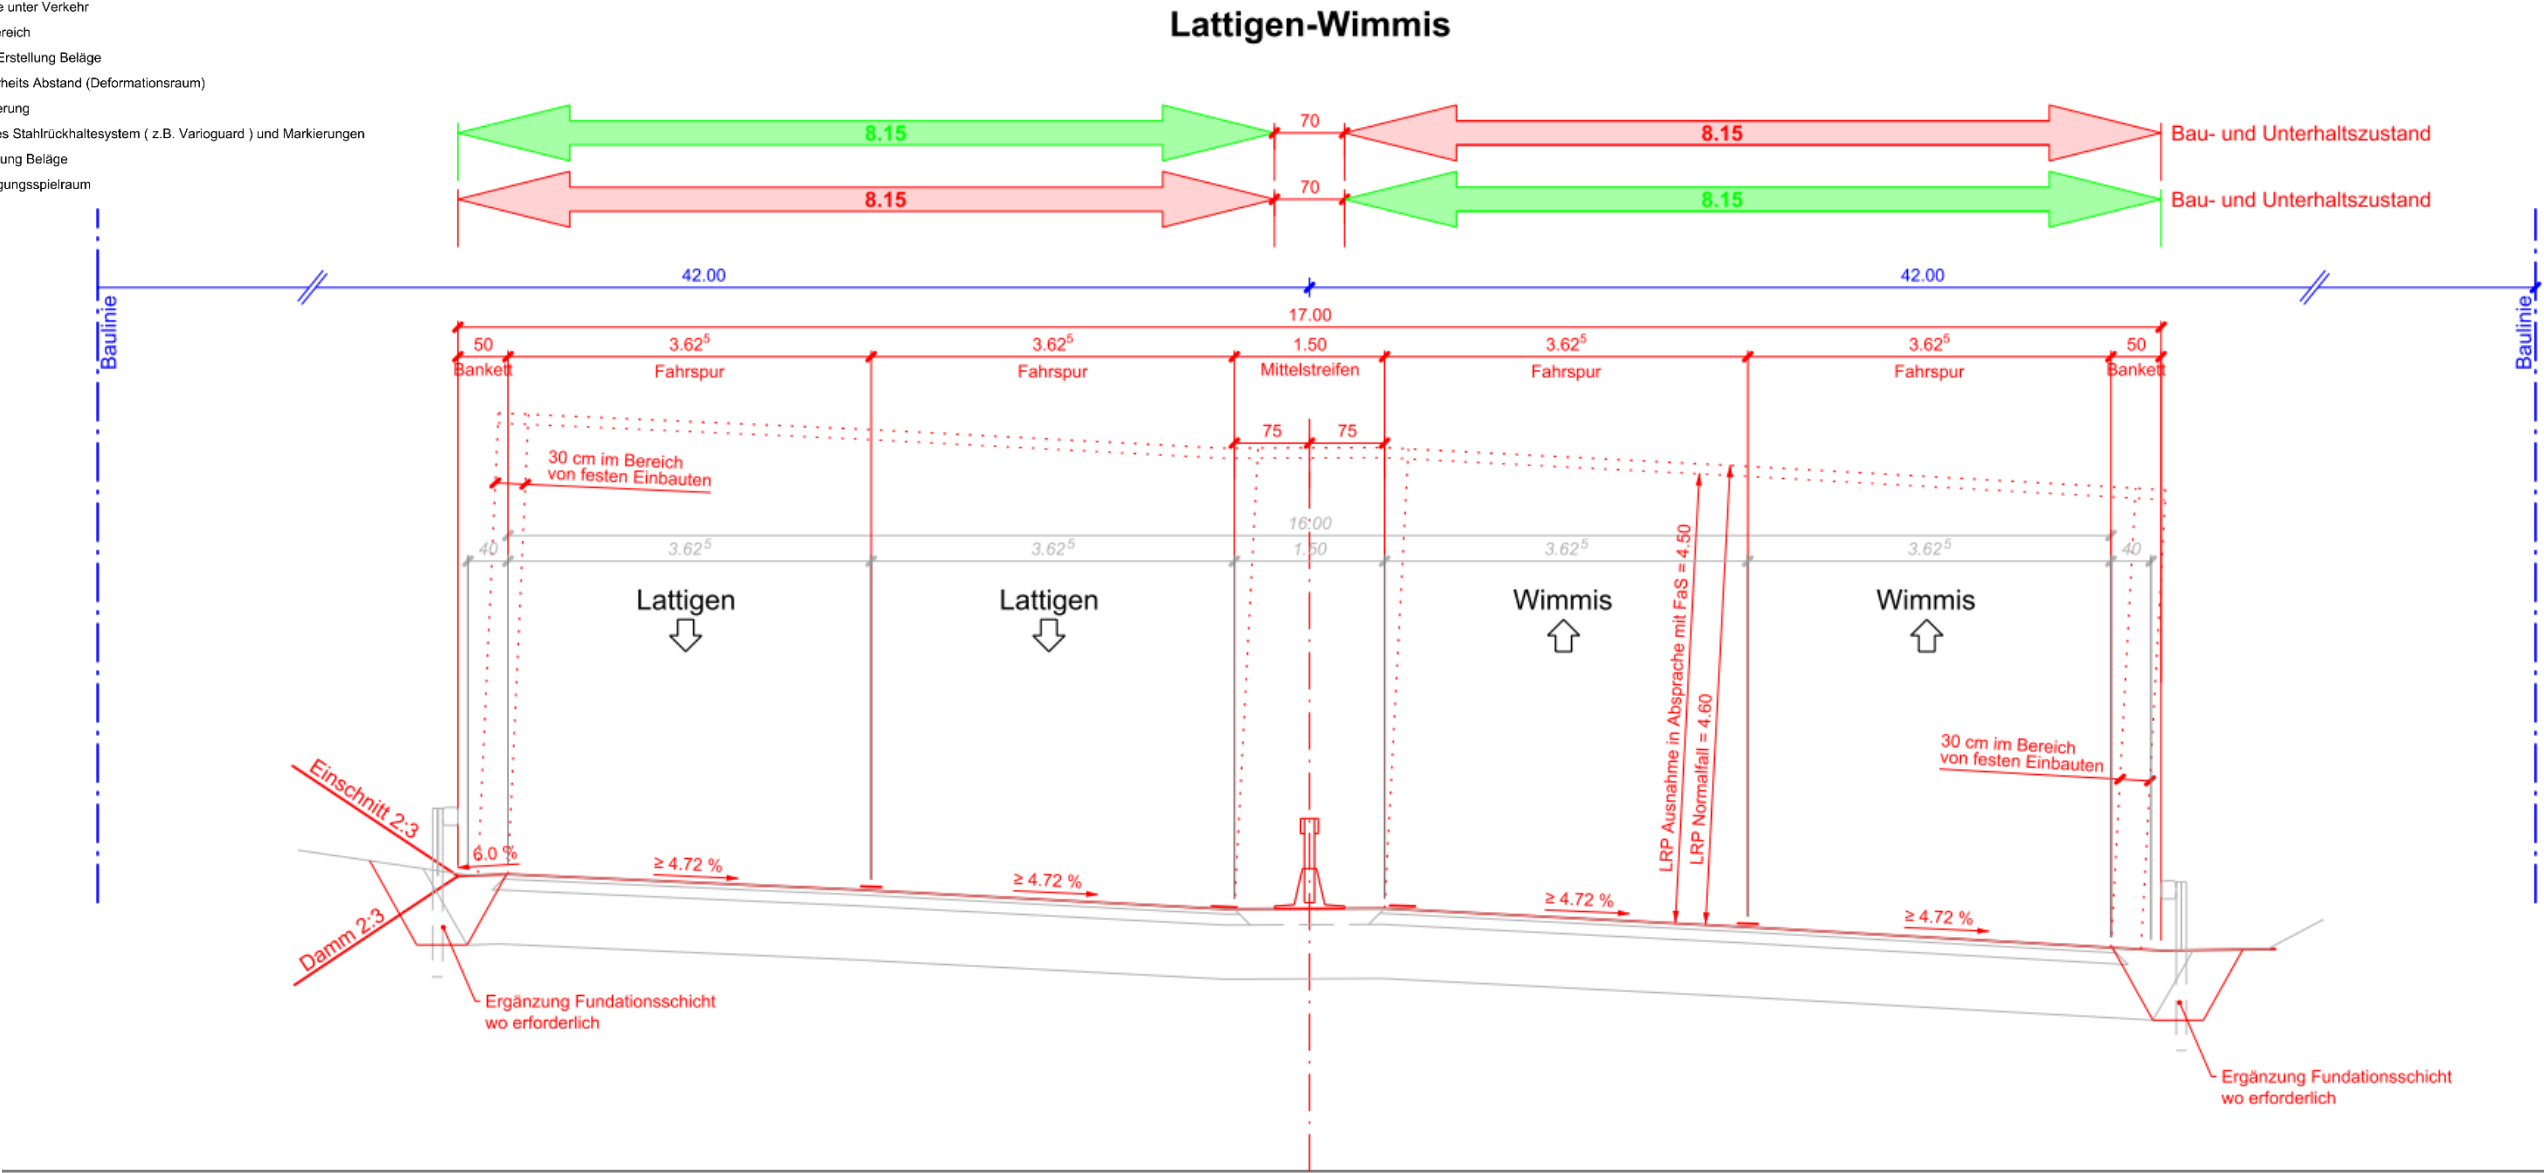 Lattigen-Wimmis
unter Verkehr
Erstellung Beläge
Abstand (Deformationsraum)
Stahlrückhaltesystem ( z.B. Varioguard ) und Markierungen
Beläge
8.15
70
8.15
Bau- und Unterhaltszustand
8.15
70
8.15
Bau- und Unterhaltszustand
42.00
42.00
Baulinie
Baulinie
17.00
50
3.62⁵
3.62⁵
1.50
3.62⁵
3.62⁵
50
Bankett
Fahrspur
Fahrspur
Mittelstreifen
Fahrspur
Fahrspur
Bankett
75
75
30 cm im Bereich
von festen Einbauten
16.00
40
3.62⁵
3.62⁵
1.50
3.62⁵
3.62⁵
40
Lattigen
Lattigen
Wimmis
Wimmis
LRP Ausnahme in Absprache mit FaS = 4.50
LRP Normalfall = 4.60
30 cm im Bereich
von festen Einbauten
Einschnitt 2:3
6.0 %
≥ 4.72 %
≥ 4.72 %
≥ 4.72 %
≥ 4.72 %
Damm 2:3
Ergänzung Fundationsschicht
wo erforderlich
Ergänzung Fundationsschicht
wo erforderlich